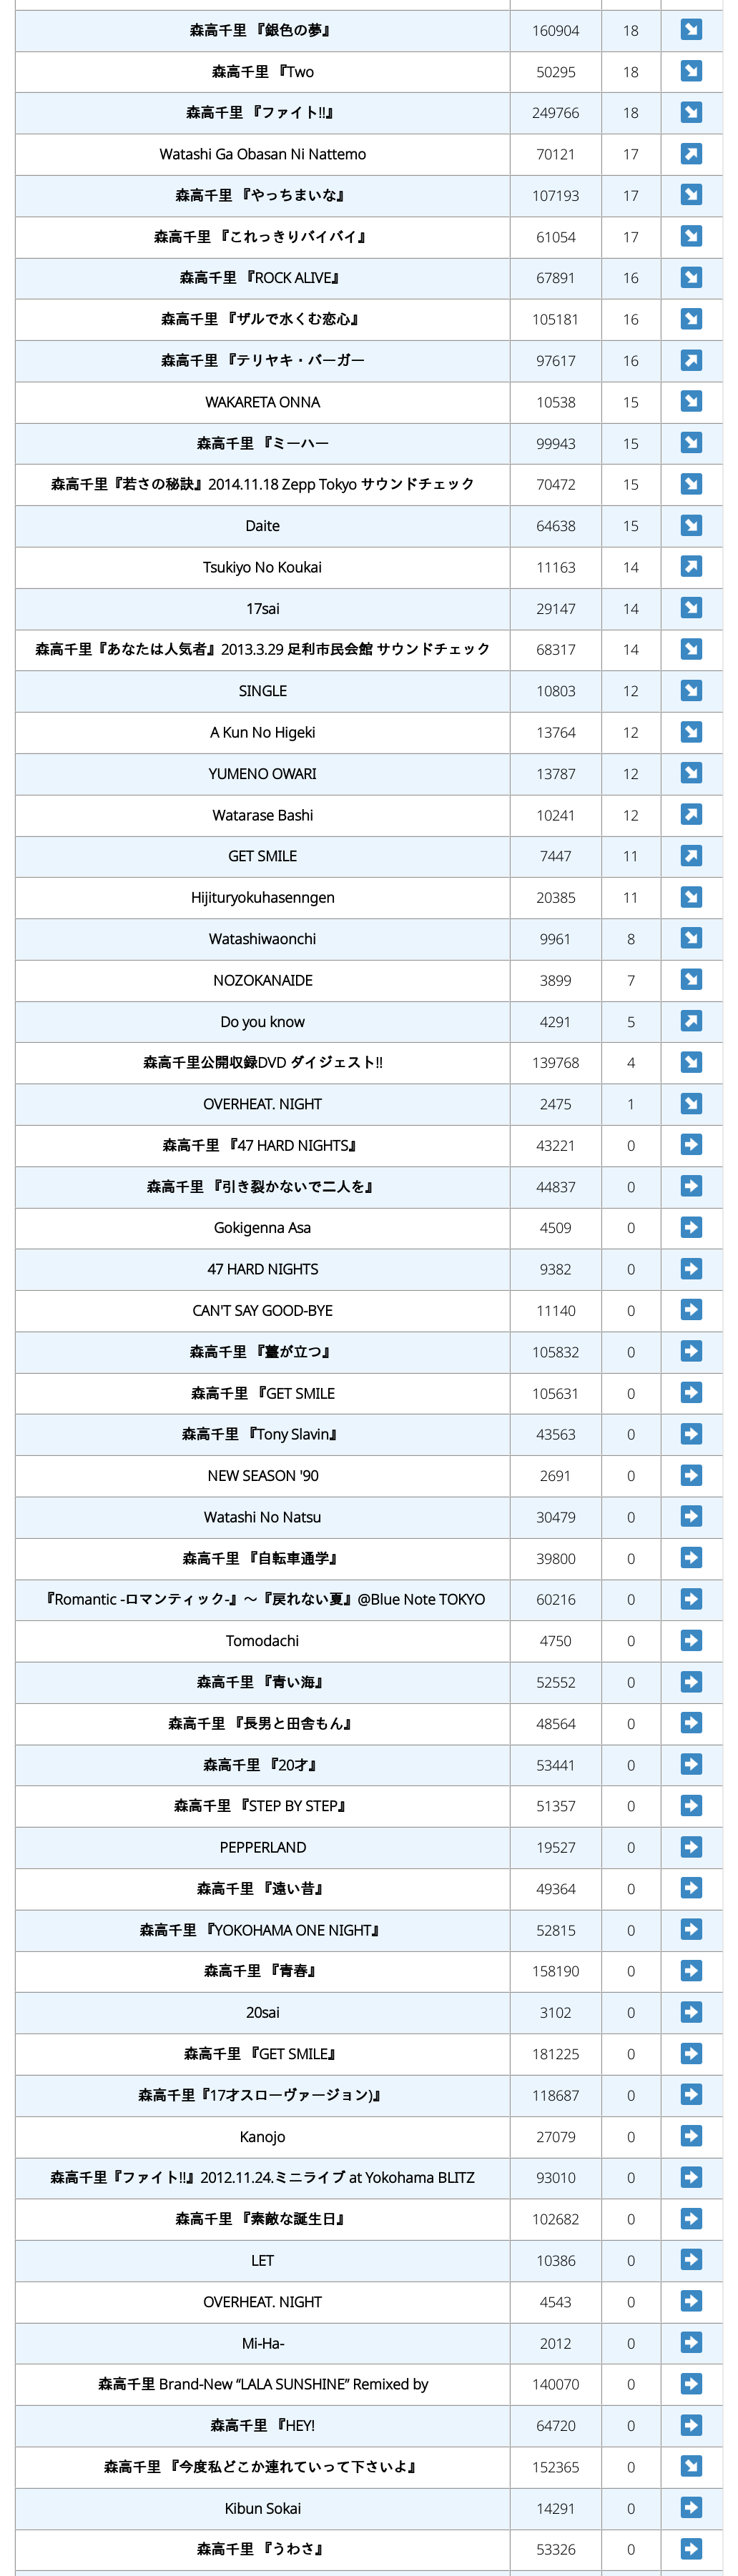 森高千里 『銀色の夢』 160904 18
森高千里 『Two 50295 18
森高千里 『ファイト!!』 249766 18
Watashi Ga Obasan Ni Nattemo 70121 17
森高千里 『やっちまいな』 107193 17
森高千里 『これっきりバイバイ』 61054 17
森高千里 『ROCK ALIVE』 67891 16
森高千里 『ザルで水くむ恋心』 105181 16
森高千里 『テリヤキ・バーガー 97617 16
WAKARETA ONNA 10538 15
森高千里 『ミーハー 99943 15
森高千里『若さの秘訣』2014.11.18 Zepp Tokyo サウンドチェック 70472 15
Daite 64638 15
Tsukiyo No Koukai 11163 14
17sai 29147 14
森高千里『あなたは人気者』2013.3.29 足利市民会館 サウンドチェック 68317 14
SINGLE 10803 12
A Kun No Higeki 13764 12
YUMENO OWARI 13787 12
Watarase Bashi 10241 12
GET SMILE 7447 11
Hijituryokuhasenngen 20385 11
Watashiwaonchi 9961 8
NOZOKANAIDE 3899 7
Do you know 4291 5
森高千里公開収録DVD ダイジェスト!! 139768 4
OVERHEAT. NIGHT 2475 1
森高千里 『47 HARD NIGHTS』 43221 0
森高千里 『引き裂かないで二人を』 44837 0
Gokigenna Asa 4509 0
47 HARD NIGHTS 9382 0
CAN'T SAY GOOD-BYE 11140 0
森高千里 『薹が立つ』 105832 0
森高千里 『GET SMILE 105631 0
森高千里 『Tony Slavin』 43563 0
NEW SEASON '90 2691 0
Watashi No Natsu 30479 0
森高千里 『自転車通学』 39800 0
『Romantic -ロマンティック-』～『戻れない夏』@Blue Note TOKYO 60216 0
Tomodachi 4750 0
森高千里 『青い海』 52552 0
森高千里 『長男と田舎もん』 48564 0
森高千里 『20才』 53441 0
森高千里 『STEP BY STEP』 51357 0
PEPPERLAND 19527 0
森高千里 『遠い昔』 49364 0
森高千里 『YOKOHAMA ONE NIGHT』 52815 0
森高千里 『青春』 158190 0
20sai 3102 0
森高千里 『GET SMILE』 181225 0
森高千里『17才スローヴァージョン)』 118687 0
Kanojo 27079 0
森高千里『ファイト!!』2012.11.24.ミニライブ at Yokohama BLITZ 93010 0
森高千里 『素敵な誕生日』 102682 0
LET 10386 0
OVERHEAT. NIGHT 4543 0
Mi-Ha- 2012 0
森高千里 Brand-New “LALA SUNSHINE” Remixed by 140070 0
森高千里 『HEY! 64720 0
森高千里 『今度私どこか連れていって下さいよ』 152365 0
Kibun Sokai 14291 0
森高千里 『うわさ』 53326 0